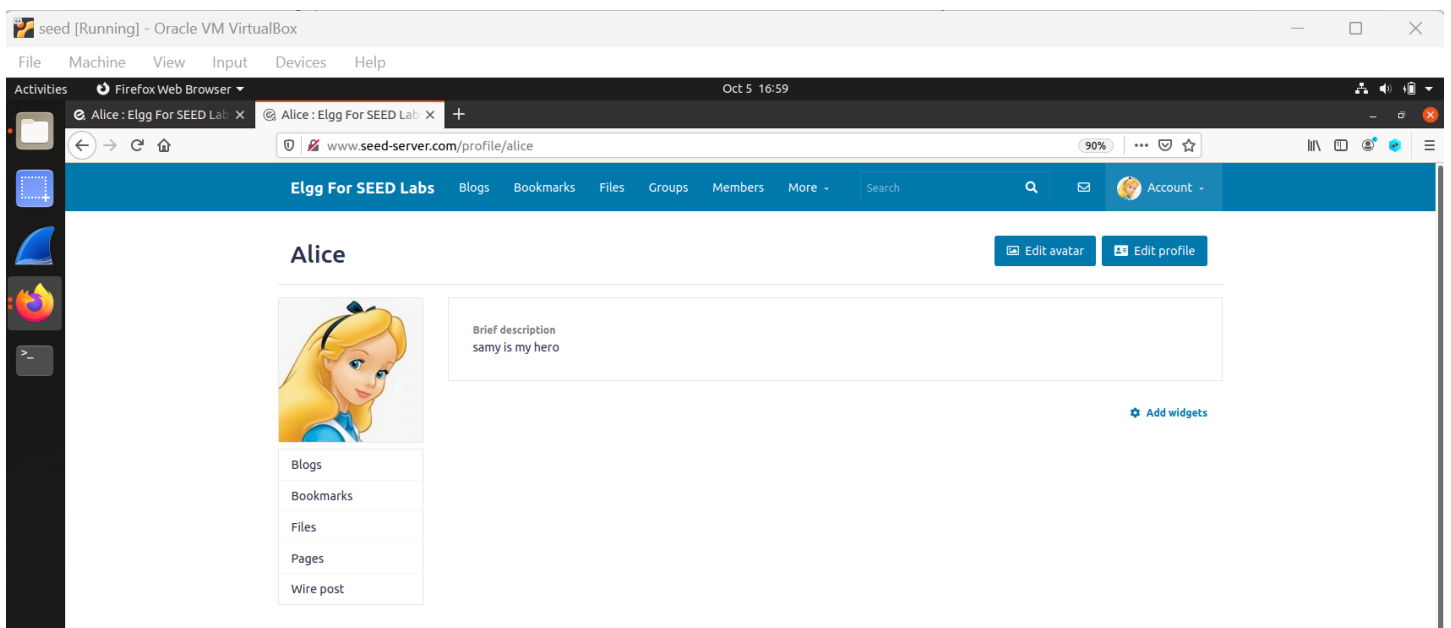 seed [Running] - Oracle VM VirtualBox
File Machine View Input Devices Help
Activities Firefox Web Browser Oct 5 16:59
Alice : Elgg For SEED Lab Alice : Elgg For SEED Lab
www.seed-server.com/profile/alice 90%
Elgg For SEED Labs Blogs Bookmarks Files Groups Members More Search Account
Alice Edit avatar Edit profile
Brief description
samy is my hero
Add widgets
Blogs
Bookmarks
Files
Pages
Wire post